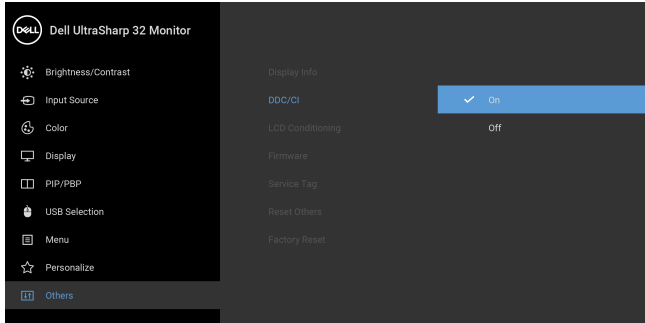 DELL
Dell UltraSharp 32 Monitor
Brightness/Contrast
Input Source
Color
Display
PIP/PBP
USB Selection
Menu
Personalize
Others
Display Info
DDC/CI
LCD Conditioning
Firmware
Service Tag
Reset Others
Factory Reset
On
Off